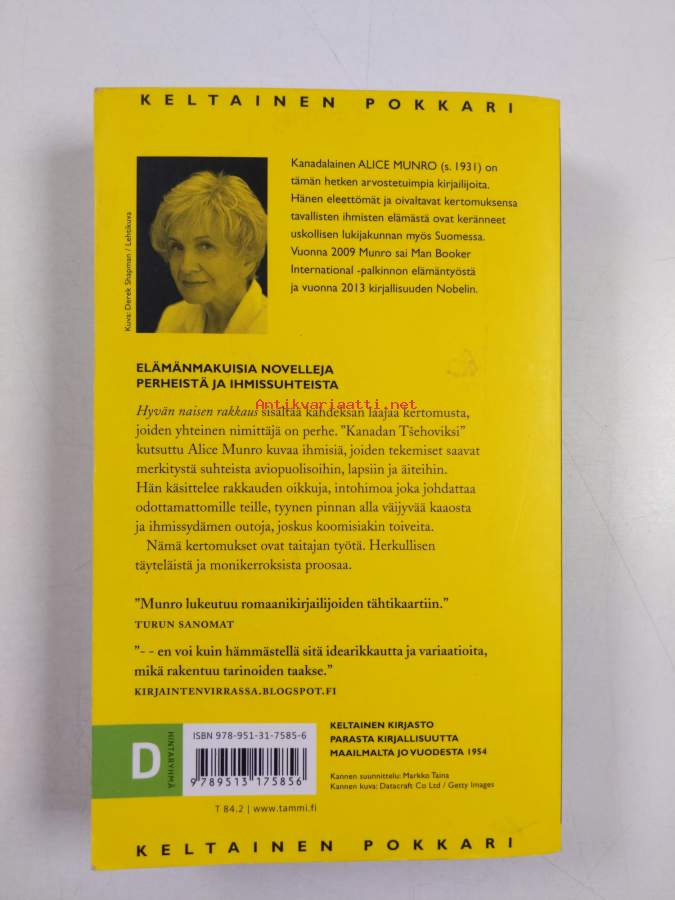 KELTAINEN POKKARI
Kanadalainen ALICE MUNRO (s. 1931) on
tämän hetken arvostetuimpia kirjailijoita.
Hänen eleettömät ja oivaltavat kertomuksensa
tavallisten ihmisten elämästä ovat keränneet
uskollisen lukijakunnan myös Suomessa.
Vuonna 2009 Munro sai Man Booker
International -palkinnon elämäntyöstä
ja vuonna 2013 kirjallisuuden Nobelin.
Kuva: Derek Shapman / Lehtikuva
ELÄMÄNMAKUISIA NOVELLEJA
PERHEISTÄ JA IHMISSUHTEISTA
Antikvariaatti.net
Hyvän naisen rakkaus sisältää kahdeksan laajaa kertomusta,
joiden yhteinen nimittäjä on perhe. "Kanadan Tšehoviksi"
kutsuttu Alice Munro kuvaa ihmisiä, joiden tekemiset saavat
merkitystä suhteista aviopuolisoihin, lapsiin ja äiteihin.
Hän käsittelee rakkauden oikkuja, intohimoa joka johdattaa
odottamattomille teille, tyynen pinnan alla väijyvää kaaosta
ja ihmissydämen outoja, joskus koomisiakin toiveita.
Nämä kertomukset ovat taitajan työtä. Herkullisen
täyteläistä ja monikerroksista proosaa.
"Munro lukeutuu romaanikirjailijoiden tähtikaartiin."
TURUN SANOMAT
"- - en voi kuin hämmästellä sitä idearikkautta ja variaatioita,
mikä rakentuu tarinoiden taakse."
KIRJAINTENVIRRASSA.BLOGSPOT.FI
D
HINTARYHMÄ
ISBN 978-951-31-7585-6
9 789513 175856
T 84.2 | www.tammi.fi
KELTAINEN KIRJASTO
PARASTA KIRJALLISUUTTA
MAAILMALTA JO VUODESTA 1954
Kannen suunnittelu: Markko Taina
Kannen kuva: Datacraft Co Ltd / Getty Images
KELTAINEN POKKARI